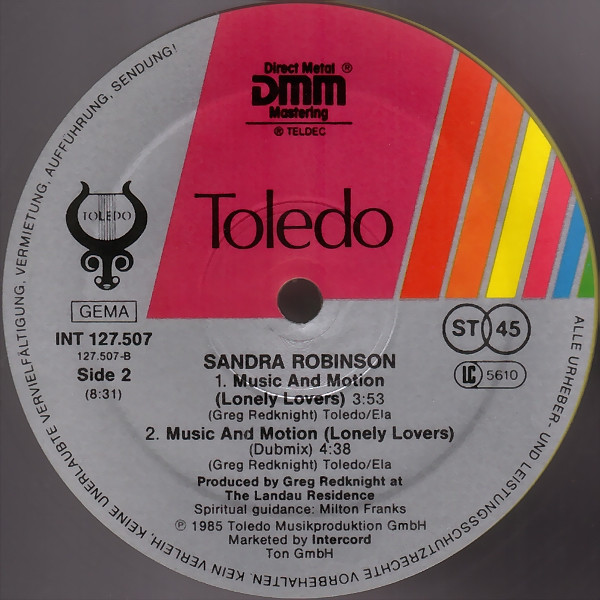 Direct Metal ®
DMM
Mastering
® TELDEC
Toledo
TOLEDO
GEMA
INT 127.507
127.507-B
Side 2
(8:31)
ST 45
LC 5610
SANDRA ROBINSON
1. Music And Motion
(Lonely Lovers) 3:53
(Greg Redknight) Toledo/Ela
2. Music And Motion (Lonely Lovers)
(Dubmix) 4:38
(Greg Redknight) Toledo/Ela
Produced by Greg Redknight at
The Landau Residence
Spiritual guidance: Milton Franks
℗ 1985 Toledo Musikproduktion GmbH
Marketed by Intercord
Ton GmbH
ALLE URHEBER- UND LEISTUNGSSCHUTZRECHTE VORBEHALTEN. KEIN VERLEIH, KEINE UNERLAUBTE VERVIELFÄLTIGUNG, VERMIETUNG, AUFFÜHRUNG, SENDUNG!